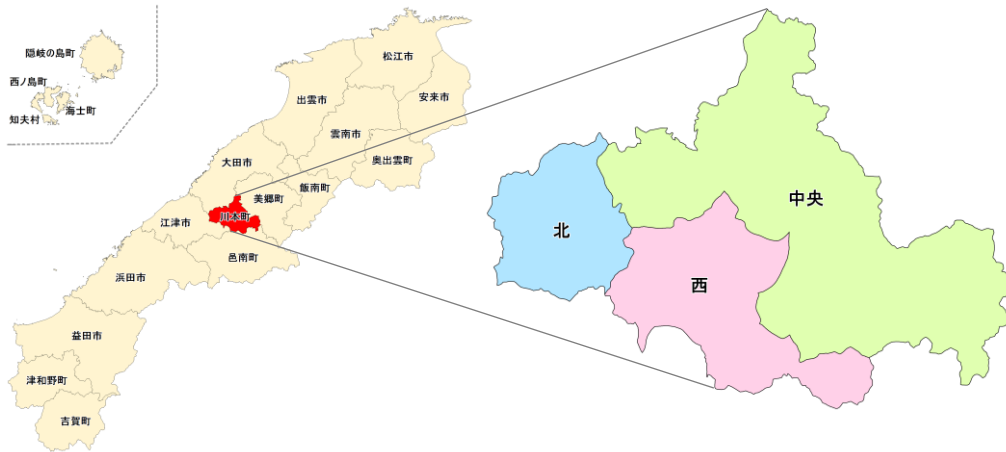 隠岐の島町
西ノ島町
海士町
知夫村
松江市
安来市
出雲市
雲南市
奥出雲町
大田市
飯南町
美郷町
川本町
江津市
邑南町
浜田市
益田市
津和野町
吉賀町
中央
北
西